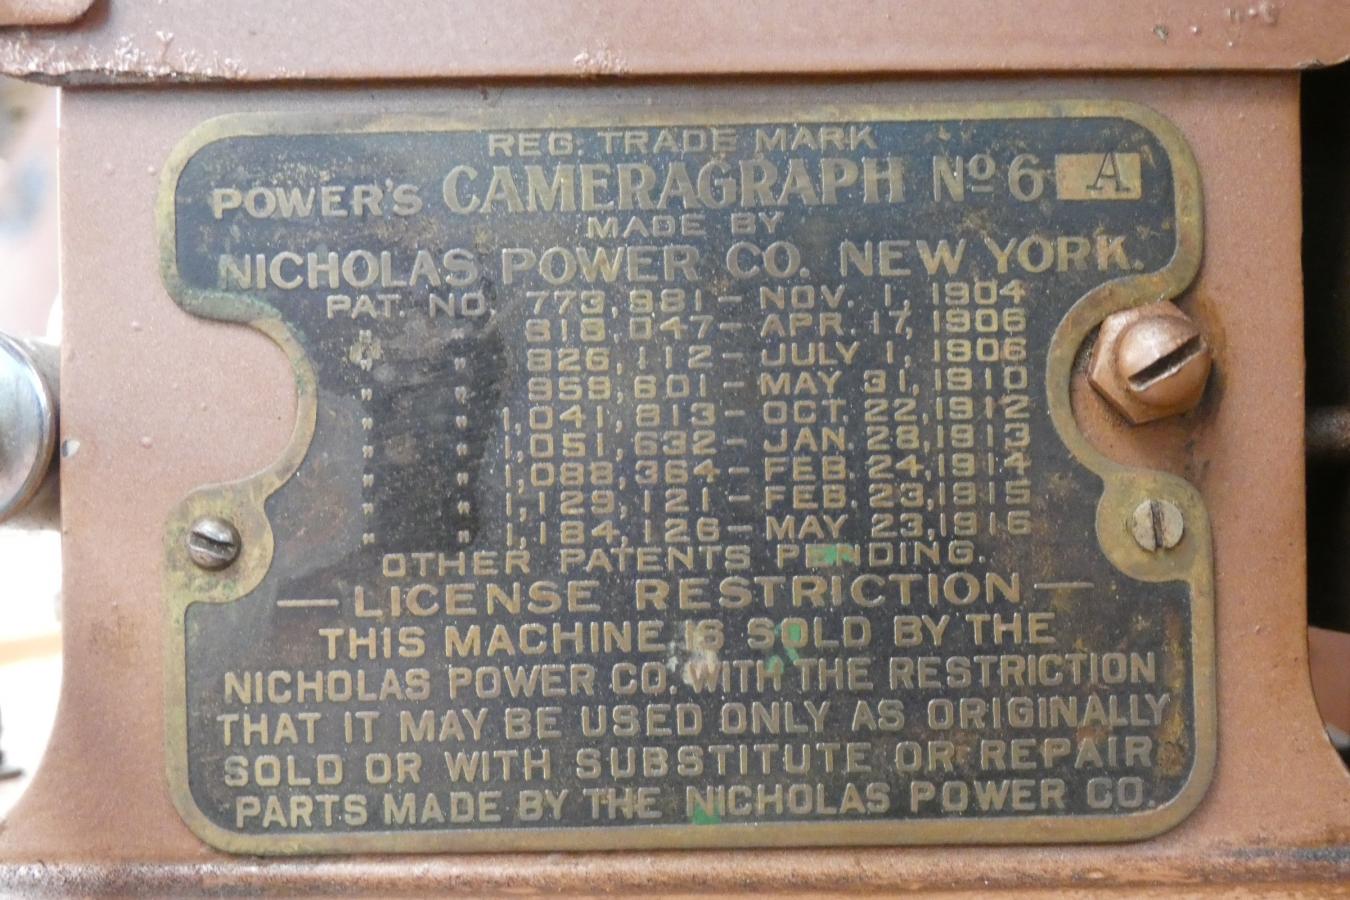 REG. TRADE MARK
POWER'S CAMERAGRAPH Nº 6 A
MADE BY
NICHOLAS POWER CO. NEW YORK.
PAT. NO. 773,981 – NOV. 1, 1904
" " 818,047 – APR. 17, 1906
" " 826,112 – JULY 1, 1906
" " 959,601 – MAY 31, 1910
" " 1,041,813 – OCT. 22, 1912
" " 1,051,632 – JAN. 28, 1913
" " 1,088,364 – FEB. 24, 1914
" " 1,129,121 – FEB. 23, 1915
" " 1,184,126 – MAY 23, 1916
OTHER PATENTS PENDING.
— LICENSE RESTRICTION —
THIS MACHINE IS SOLD BY THE
NICHOLAS POWER CO. WITH THE RESTRICTION
THAT IT MAY BE USED ONLY AS ORIGINALLY
SOLD OR WITH SUBSTITUTE OR REPAIR
PARTS MADE BY THE NICHOLAS POWER CO.